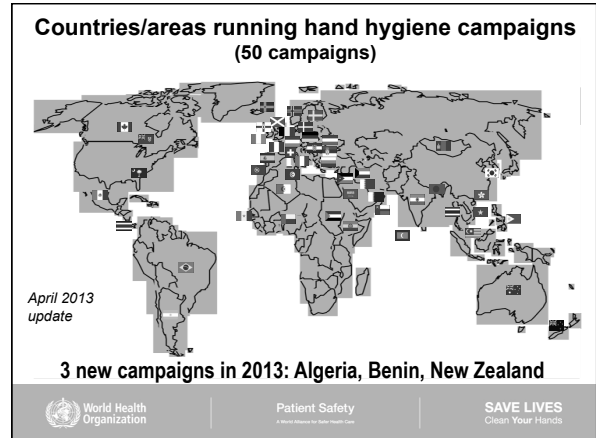 Countries/areas running hand hygiene campaigns
(50 campaigns)
April 2013
update
3 new campaigns in 2013: Algeria, Benin, New Zealand
World Health
Organization
Patient Safety
A World Alliance for Safer Health Care
SAVE LIVES
Clean Your Hands